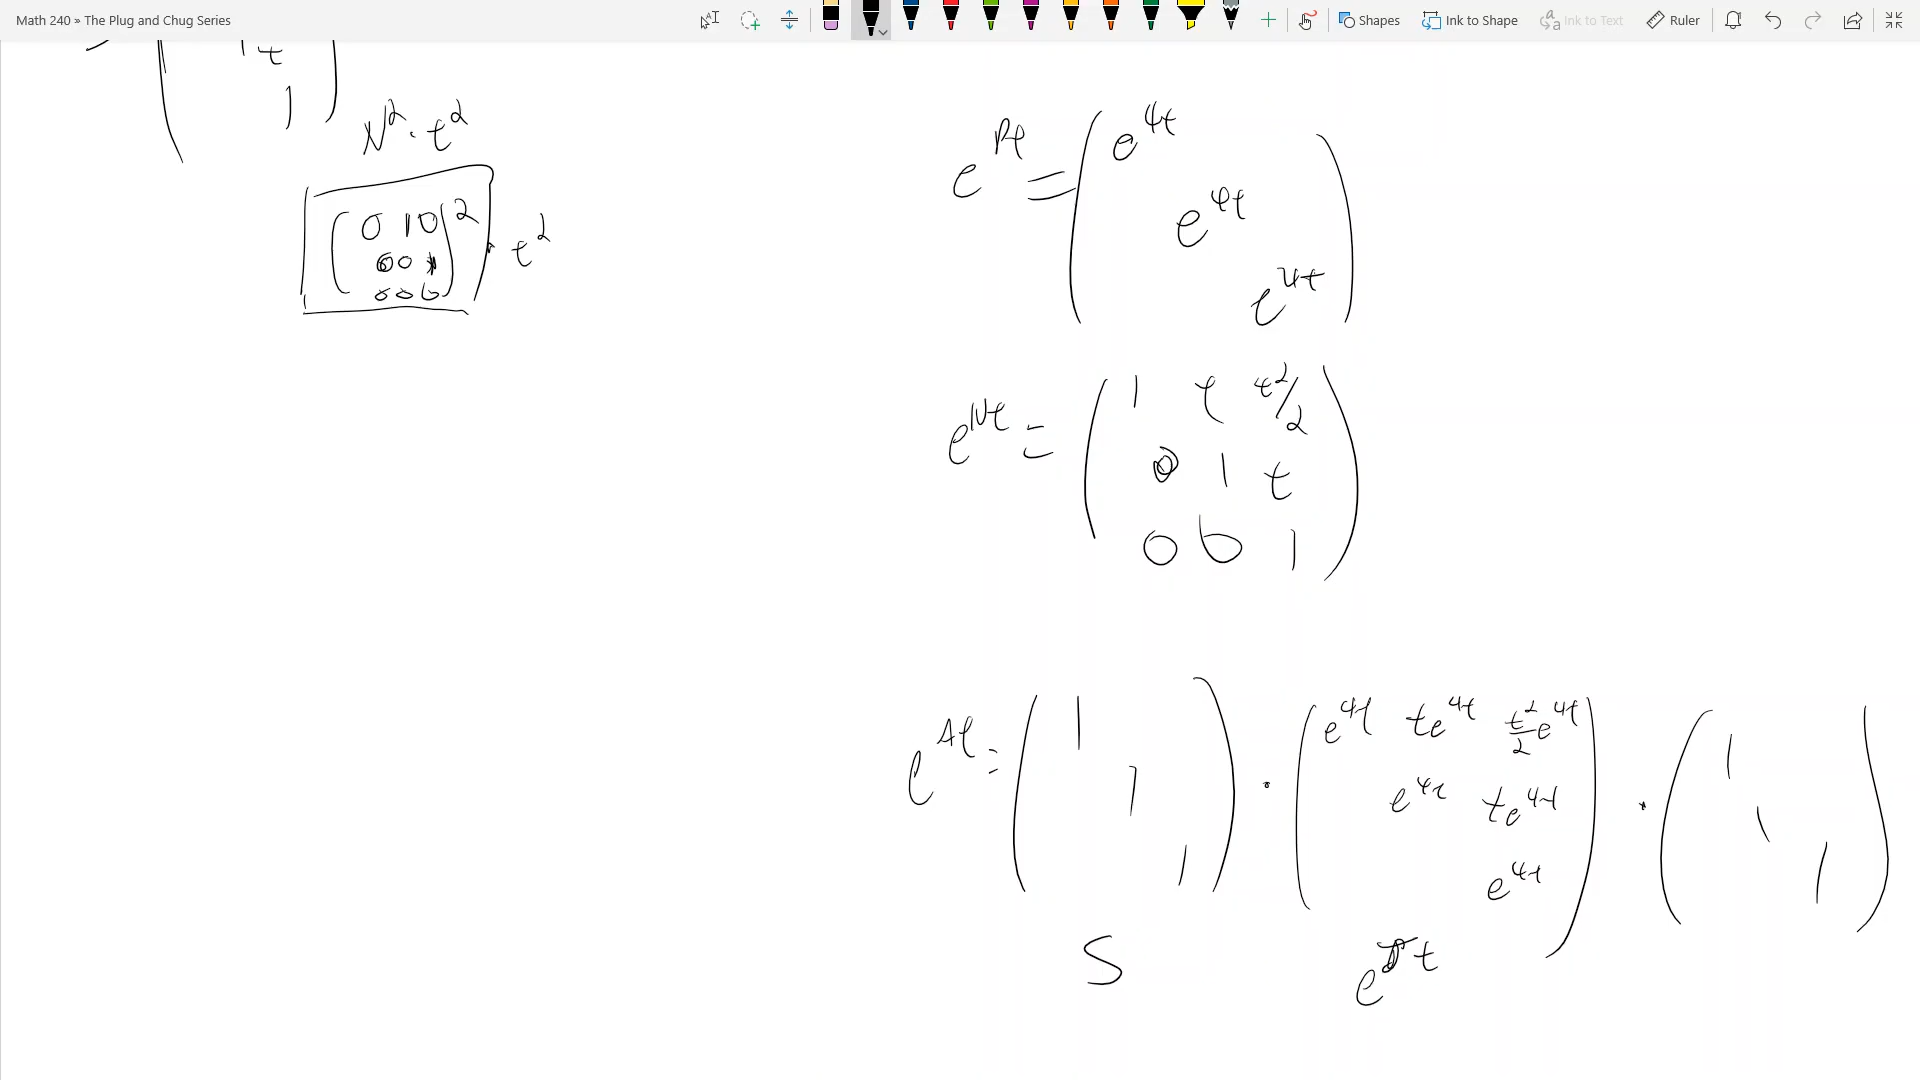 Math 240 » The Plug and Chug Series
Shapes
Ink to Shape
Ink to Text
Ruler
t
1
N² · t²
( 0 1 0
0 0 1
0 0 0 )² · t²
e^{Dt} = ( e^{4t}
e^{4t}
e^{4t} )
e^{Nt} = ( 1 t t²/2
0 1 t
0 0 1 )
e^{At} = ( 1 1 1 ) · ( e^{4t} te^{4t} t²/2 e^{4t}
e^{4t} te^{4t}
e^{4t} ) · ( 1 1 1 )
S
e^{Jt}